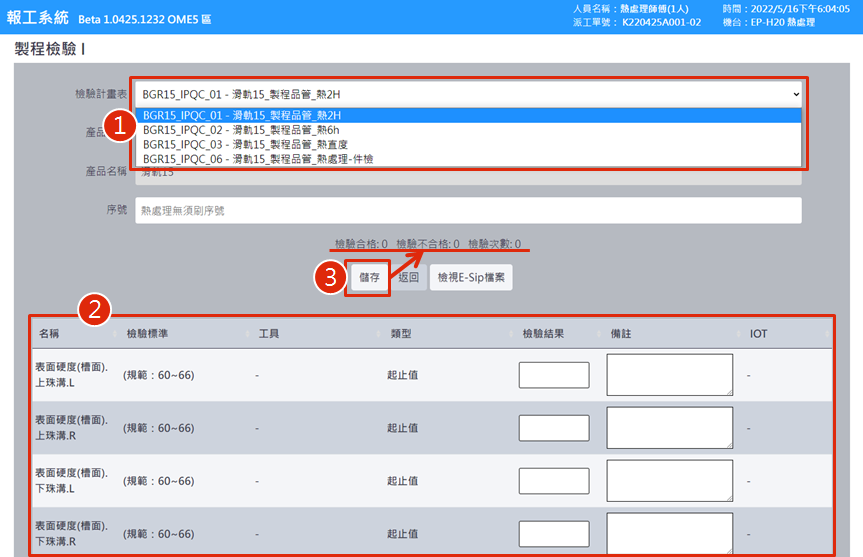 報工系統 Beta 1.0425.1232 OME5 區
人員名稱：熱處理師傅(1人) 時間：2022/5/16下午6:04:05
派工單號： K220425A001-02 機台：EP-H20 熱處理
製程檢驗 I
檢驗計畫表 BGR15_IPQC_01 - 滑軌15_製程品管_熱2H
BGR15_IPQC_01 - 滑軌15_製程品管_熱2H
1
BGR15_IPQC_02 - 滑軌15_製程品管_熱6h
產品
BGR15_IPQC_03 - 滑軌15_製程品管_熱直度
BGR15_IPQC_06 - 滑軌15_製程品管_熱處理-件檢
產品名稱 滑軌15
序號 熱處理無須刷序號
檢驗合格: 0 檢驗不合格: 0 檢驗次數: 0
3 儲存 返回 檢視E-Sip檔案
2
名稱 檢驗標準 工具 類型 檢驗結果 備註 IOT
表面硬度(槽面).
上珠溝.L (規範：60~66) - 起止值 -
表面硬度(槽面).
上珠溝.R (規範：60~66) - 起止值 -
表面硬度(槽面).
下珠溝.L (規範：60~66) - 起止值 -
表面硬度(槽面).
下珠溝.R (規範：60~66) - 起止值 -